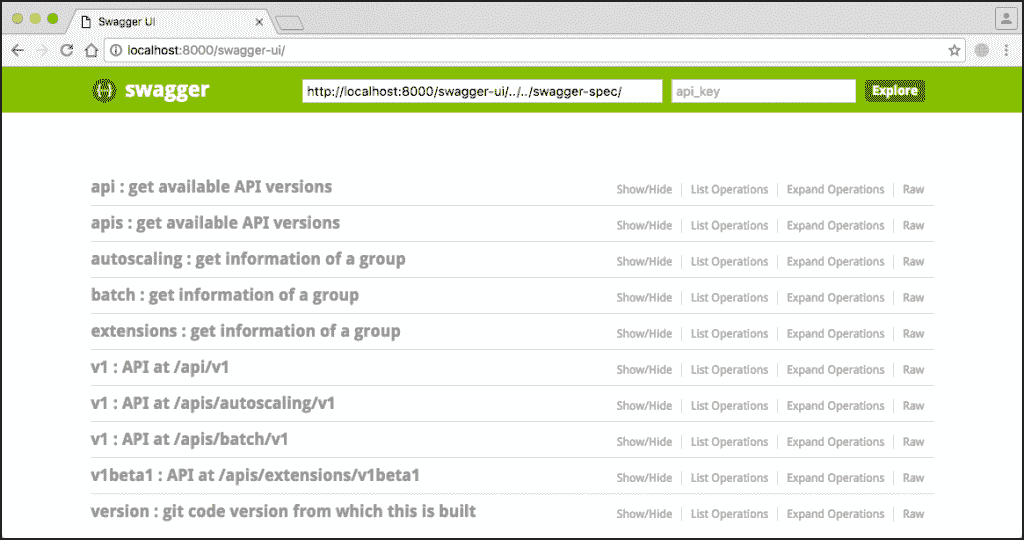 Swagger UI
localhost:8000/swagger-ui/
swagger http://localhost:8000/swagger-ui/../../swagger-spec/ api_key Explore
api : get available API versions Show/Hide List Operations Expand Operations Raw
apis : get available API versions Show/Hide List Operations Expand Operations Raw
autoscaling : get information of a group Show/Hide List Operations Expand Operations Raw
batch : get information of a group Show/Hide List Operations Expand Operations Raw
extensions : get information of a group Show/Hide List Operations Expand Operations Raw
v1 : API at /api/v1 Show/Hide List Operations Expand Operations Raw
v1 : API at /apis/autoscaling/v1 Show/Hide List Operations Expand Operations Raw
v1 : API at /apis/batch/v1 Show/Hide List Operations Expand Operations Raw
v1beta1 : API at /apis/extensions/v1beta1 Show/Hide List Operations Expand Operations Raw
version : git code version from which this is built Show/Hide List Operations Expand Operations Raw